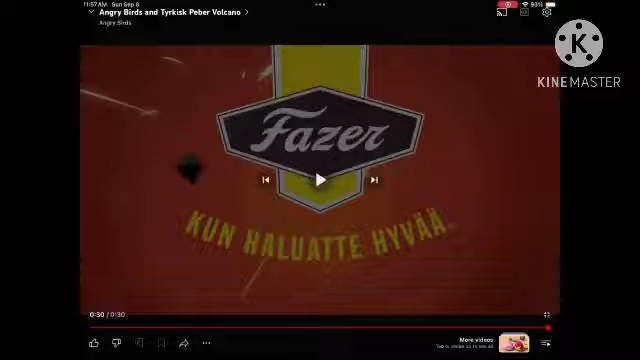 11:57 AM Sun Sep 8
93%
Angry Birds and Tyrkisk Peber Volcano
Angry Birds
KINEMASTER
Fazer
KUN HALUATTE HYVÄÄ
0:30 / 0:30
More videos